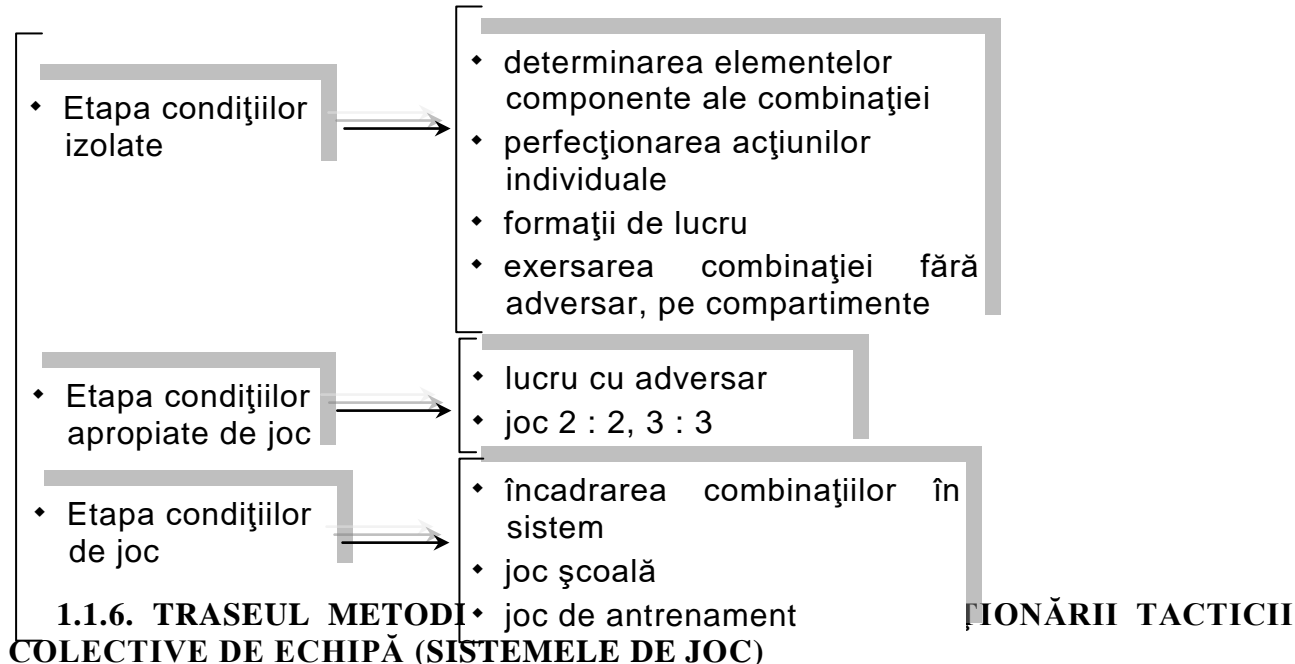 ◆ Etapa condiţiilor
izolate
◆ determinarea elementelor
componente ale combinaţiei
◆ perfecţionarea acţiunilor
individuale
◆ formaţii de lucru
◆ exersarea combinaţiei fără
adversar, pe compartimente
◆ Etapa condiţiilor
apropiate de joc
◆ lucru cu adversar
◆ joc 2 : 2, 3 : 3
◆ Etapa condiţiilor
de joc
◆ încadrarea combinaţiilor în
sistem
◆ joc şcoală
◆ joc de antrenament
1.1.6. TRASEUL TACTICII
COLECTIVE DE ECHIPĂ (SISTEMELE DE JOC)